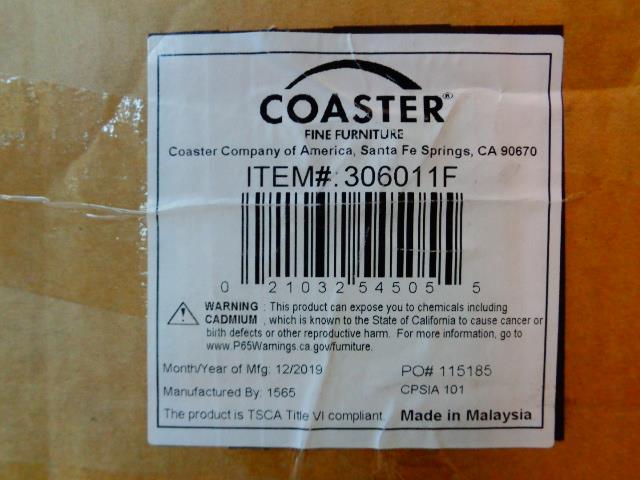 COASTER®
FINE FURNITURE
Coaster Company of America, Santa Fe Springs, CA 90670
ITEM#: 306011F
0 21032 54505 5
WARNING : This product can expose you to chemicals including
CADMIUM , which is known to the State of California to cause cancer or
birth defects or other reproductive harm. For more information, go to
www.P65Warnings.ca.gov/furniture.
Month/Year of Mfg: 12/2019 PO# 115185
Manufactured By: 1565 CPSIA 101
The product is TSCA Title VI compliant. Made in Malaysia